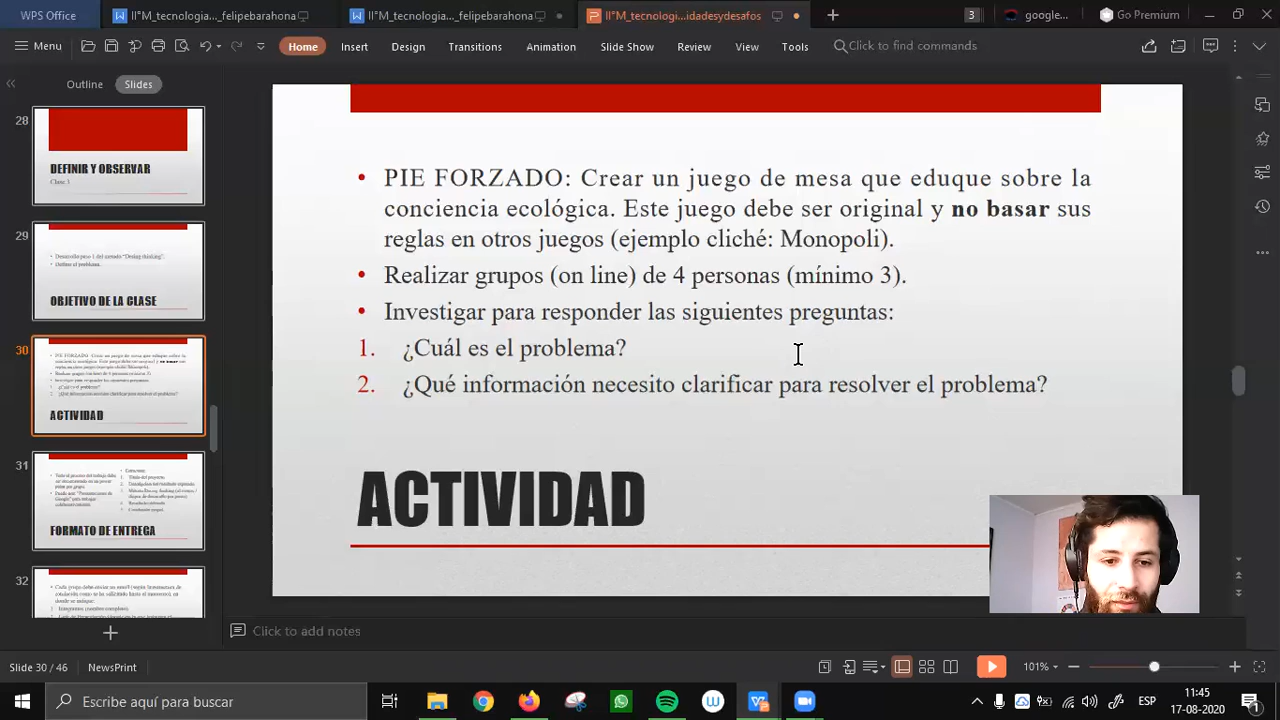 WPS Office
II°M_tecnologia..._felipebarahona
II°M_tecnologia..._felipebarahona
II°M_tecnologi...idadesydesafos
3
google...
Go Premium
Menu
Home
Insert
Design
Transitions
Animation
Slide Show
Review
View
Tools
Click to find commands
Outline
Slides
28
DEFINIR Y OBSERVAR
Clase 3
29
OBJETIVO DE LA CLASE
30
ACTIVIDAD
31
FORMATO DE ENTREGA
32
• PIE FORZADO: Crear un juego de mesa que eduque sobre la
conciencia ecológica. Este juego debe ser original y no basar sus
reglas en otros juegos (ejemplo cliché: Monopoli).
• Realizar grupos (on line) de 4 personas (mínimo 3).
• Investigar para responder las siguientes preguntas:
1. ¿Cuál es el problema?
2. ¿Qué información necesito clarificar para resolver el problema?
ACTIVIDAD
Click to add notes
Slide 30 / 46
NewsPrint
101%
Escribe aquí para buscar
ESP
11:45
17-08-2020